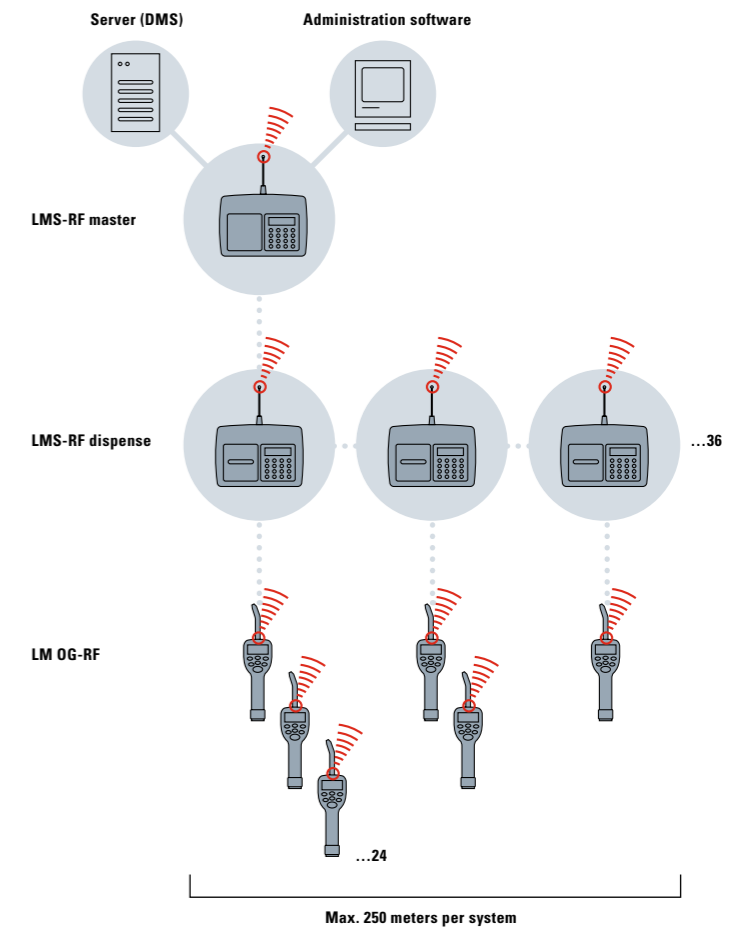 Server (DMS)
Administration software
LMS-RF master
LMS-RF dispense
...36
LM OG-RF
...24
Max. 250 meters per system